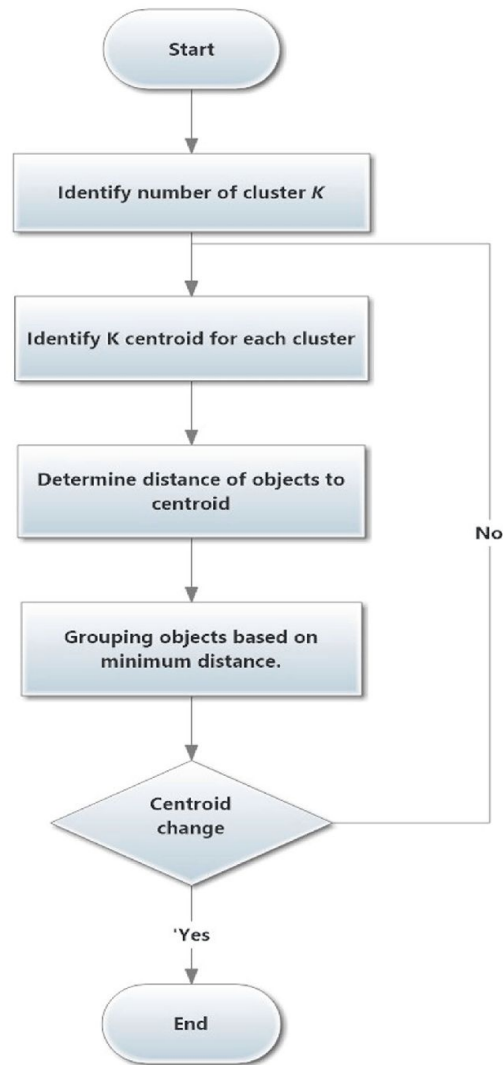 Start
Identify number of cluster K
Identify K centroid for each cluster
Determine distance of objects to
centroid
No
Grouping objects based on
minimum distance.
Centroid
change
'Yes
End